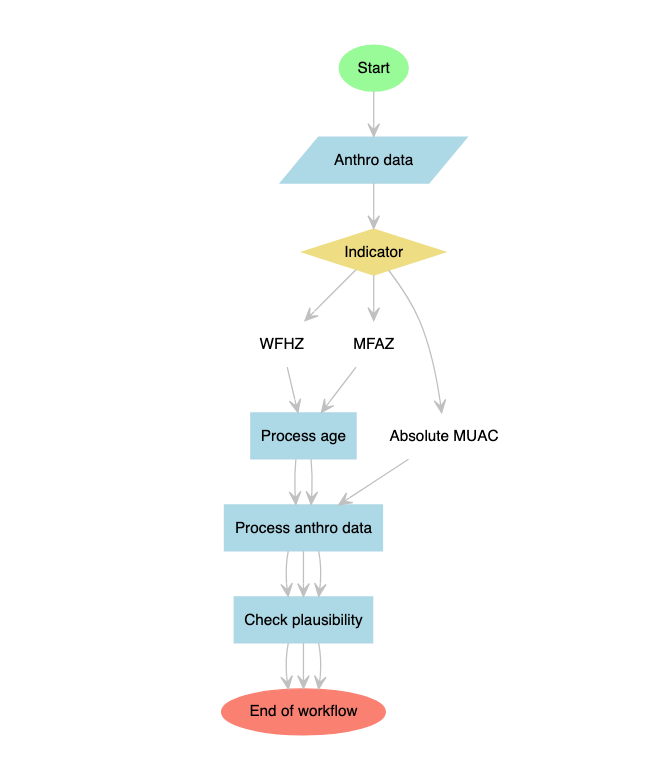 Start
Anthro data
Indicator
WFHZ
MFAZ
Process age
Absolute MUAC
Process anthro data
Check plausibility
End of workflow